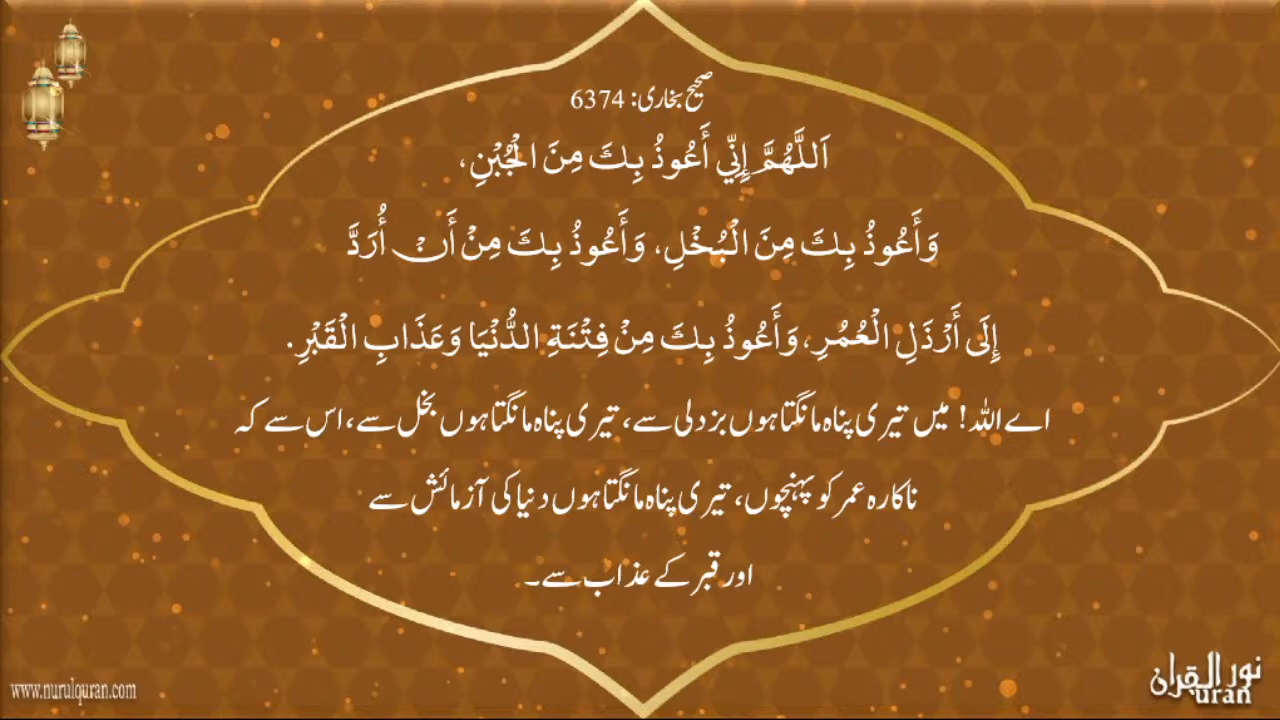 صحیح بخاری: 6374
اَللَّهُمَّ إِنِّي أَعُوذُ بِكَ مِنَ الْجُبْنِ،
وَأَعُوذُ بِكَ مِنَ الْبُخْلِ، وَأَعُوذُ بِكَ مِنْ أَنْ أُرَدَّ
إِلَى أَرْذَلِ الْعُمُرِ، وَأَعُوذُ بِكَ مِنْ فِتْنَةِ الدُّنْيَا وَعَذَابِ الْقَبْرِ.
اے اللہ! میں تیری پناہ مانگتا ہوں بزدلی سے، تیری پناہ مانگتا ہوں بخل سے، اس سے کہ
ناکارہ عمر کو پہنچوں، تیری پناہ مانگتا ہوں دنیا کی آزمائش سے
اور قبر کے عذاب سے۔
www.nurulquran.com
نور القرآن
uran